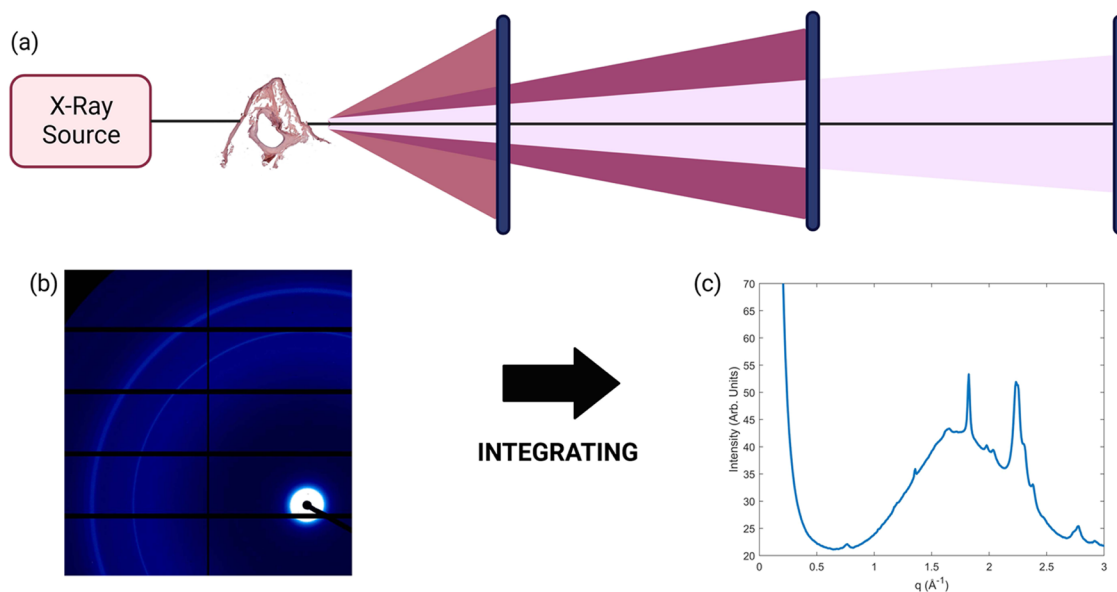 (a)
X-Ray
Source
(b)
INTEGRATING
(c)
70
65
60
55
50
45
40
35
30
25
20
Intensity (Arb. Units)
0 0.5 1 1.5 2 2.5 3
q (Å⁻¹)